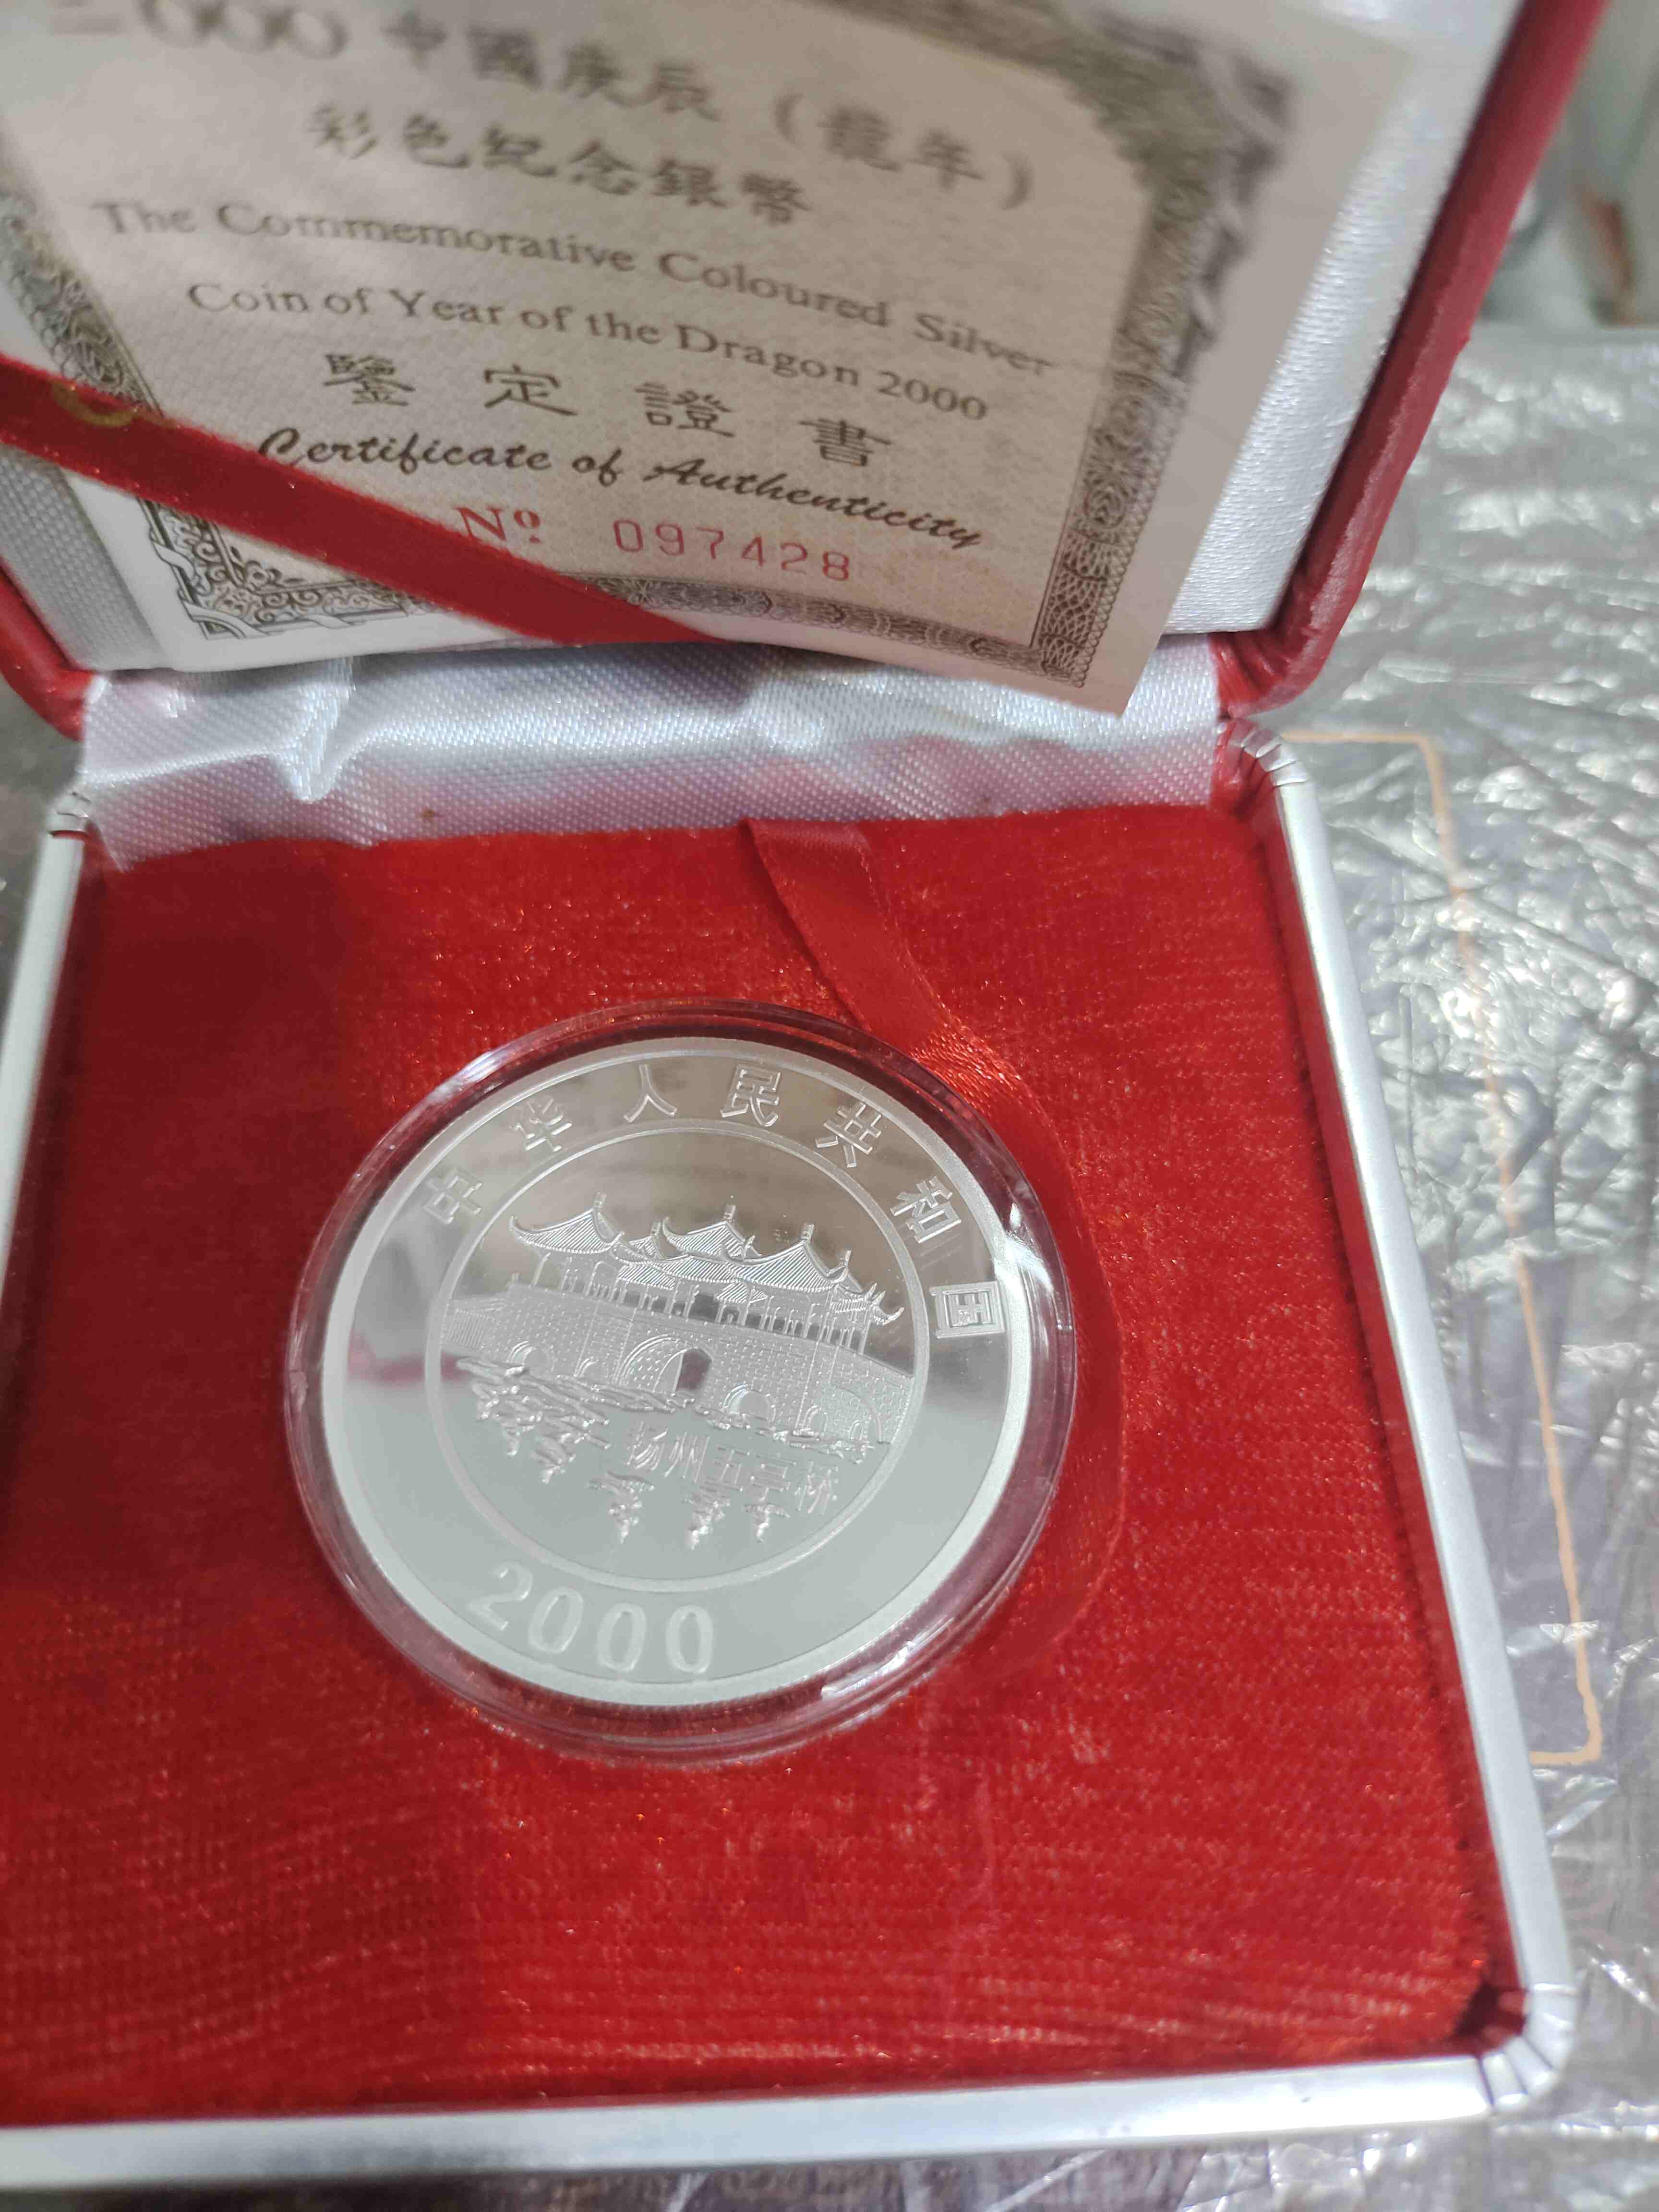 2000 中國庚辰（龍年）
彩色紀念銀幣
The Commemorative Coloured Silver
Coin of Year of the Dragon 2000
鑒定證書
Certificate of Authenticity
Nº 097428
中华人民共和国
扬州五亭桥
2000